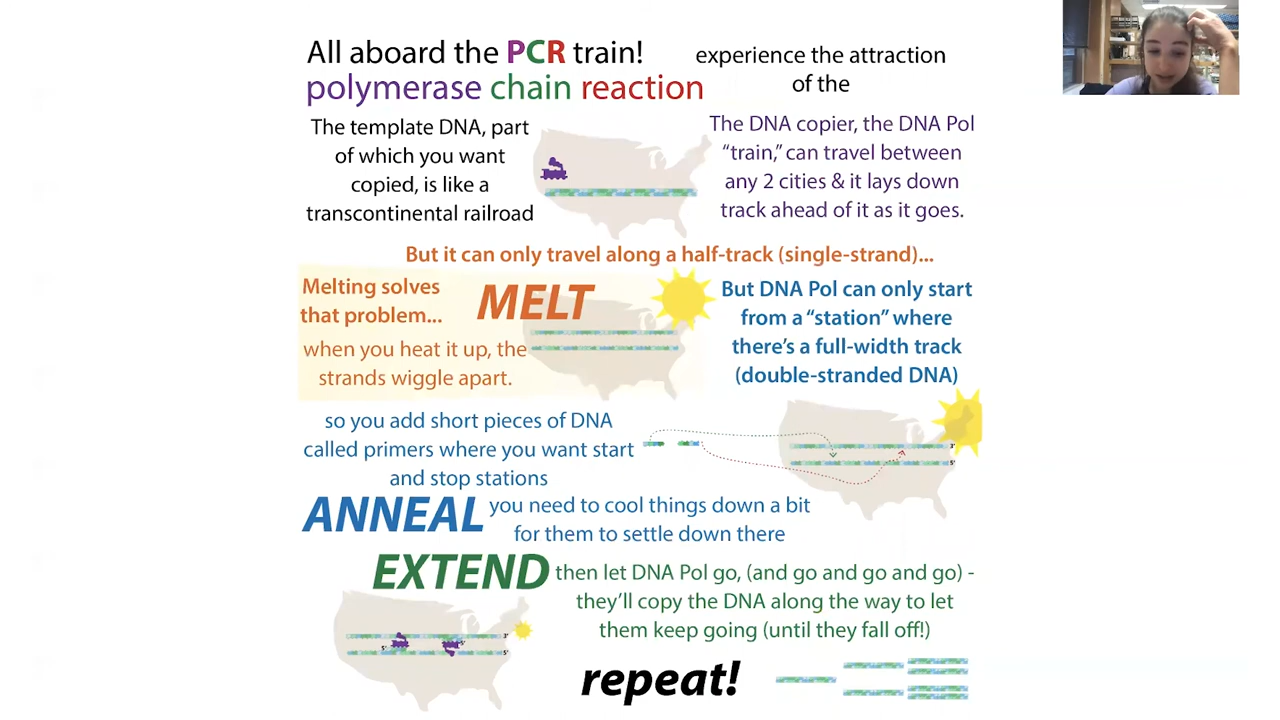 All aboard the PCR train!
polymerase chain reaction
experience the attraction
of the
The template DNA, part
of which you want
copied, is like a
transcontinental railroad
The DNA copier, the DNA Pol
“train,” can travel between
any 2 cities & it lays down
track ahead of it as it goes.
But it can only travel along a half-track (single-strand)...
Melting solves
that problem...
MELT
when you heat it up, the
strands wiggle apart.
But DNA Pol can only start
from a “station” where
there’s a full-width track
(double-stranded DNA)
so you add short pieces of DNA
called primers where you want start
and stop stations
3'
5'
ANNEAL
you need to cool things down a bit
for them to settle down there
EXTEND
then let DNA Pol go, (and go and go and go) -
they’ll copy the DNA along the way to let
them keep going (until they fall off!)
3'
5'
5'
5'
repeat!